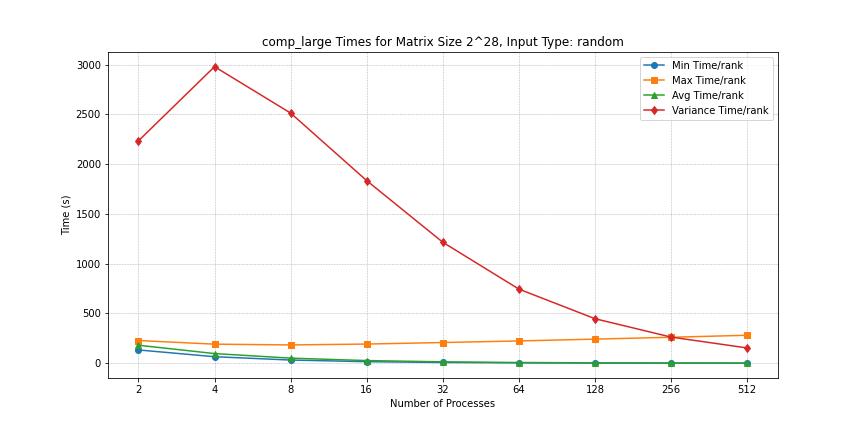 comp_large Times for Matrix Size 2^28, Input Type: random
Min Time/rank
Max Time/rank
Avg Time/rank
Variance Time/rank
Time (s)
3000
2500
2000
1500
1000
500
0
2 4 8 16 32 64 128 256 512
Number of Processes